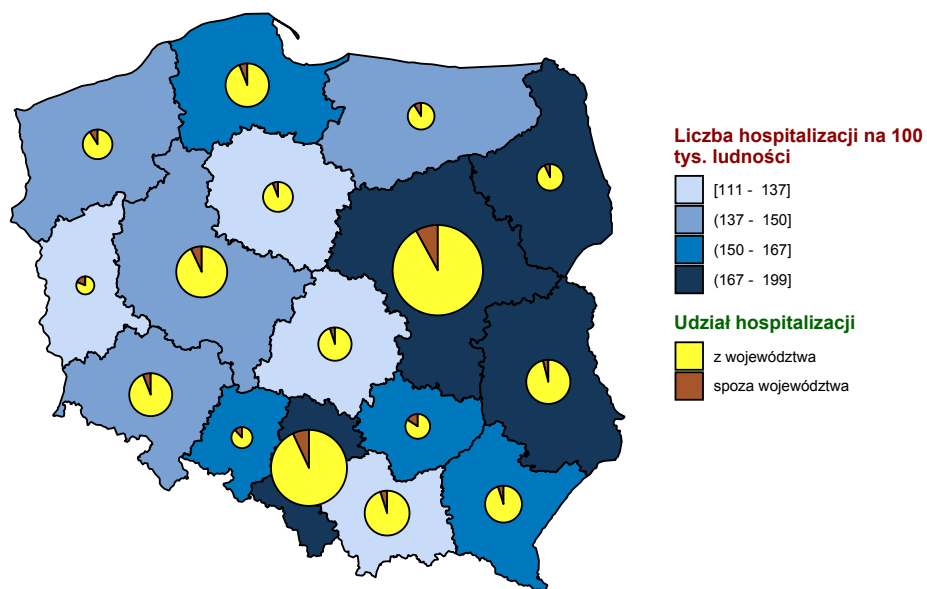 Liczba hospitalizacji na 100
tys. ludności
[111 - 137]
(137 - 150]
(150 - 167]
(167 - 199]
Udział hospitalizacji
z województwa
spoza województwa